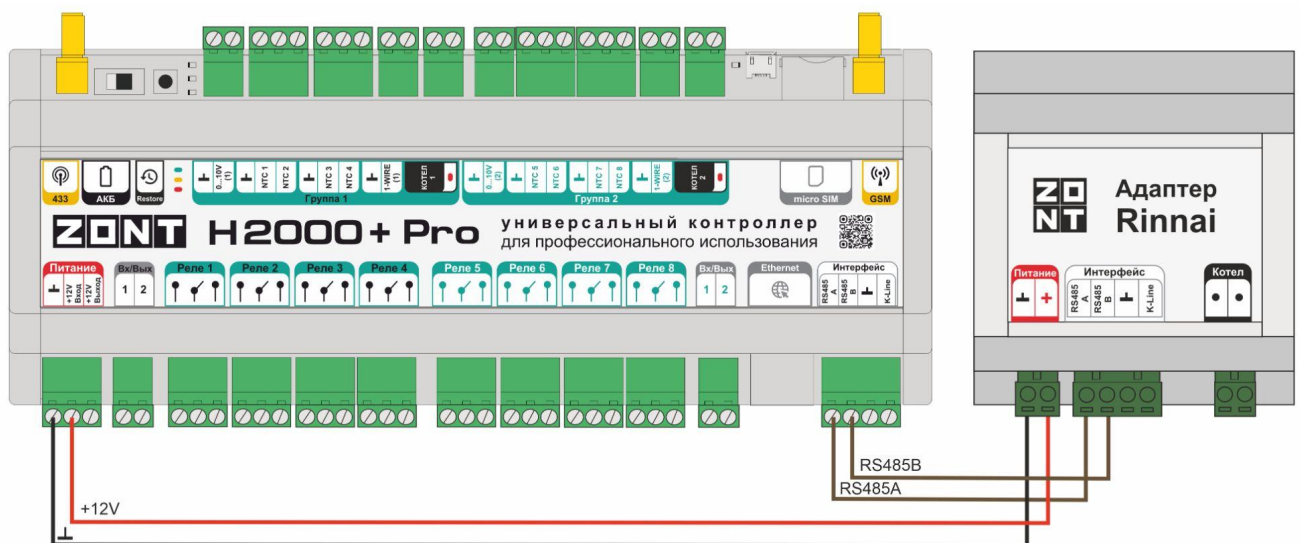 433
АКБ
Restore
0...10V (1)
NTC 1
NTC 2
NTC 3
NTC 4
1-WIRE (1)
КОТЕЛ 1
Группа 1
0...10V (2)
NTC 5
NTC 6
NTC 7
NTC 8
1-WIRE (2)
КОТЕЛ 2
Группа 2
micro SIM
GSM
ZONT H2000+ Pro
универсальный контроллер
для профессионального использования
Питание
+12V Вход
+12V Выход
Вх/Вых
1 2
Реле 1
Реле 2
Реле 3
Реле 4
Реле 5
Реле 6
Реле 7
Реле 8
Вх/Вых
1 2
Ethernet
Интерфейс
RS485 A
RS485 B
K-Line
ZONT
Адаптер
Rinnai
Питание
+
Интерфейс
RS485 A
RS485 B
K-Line
Котел
RS485B
RS485A
+12V